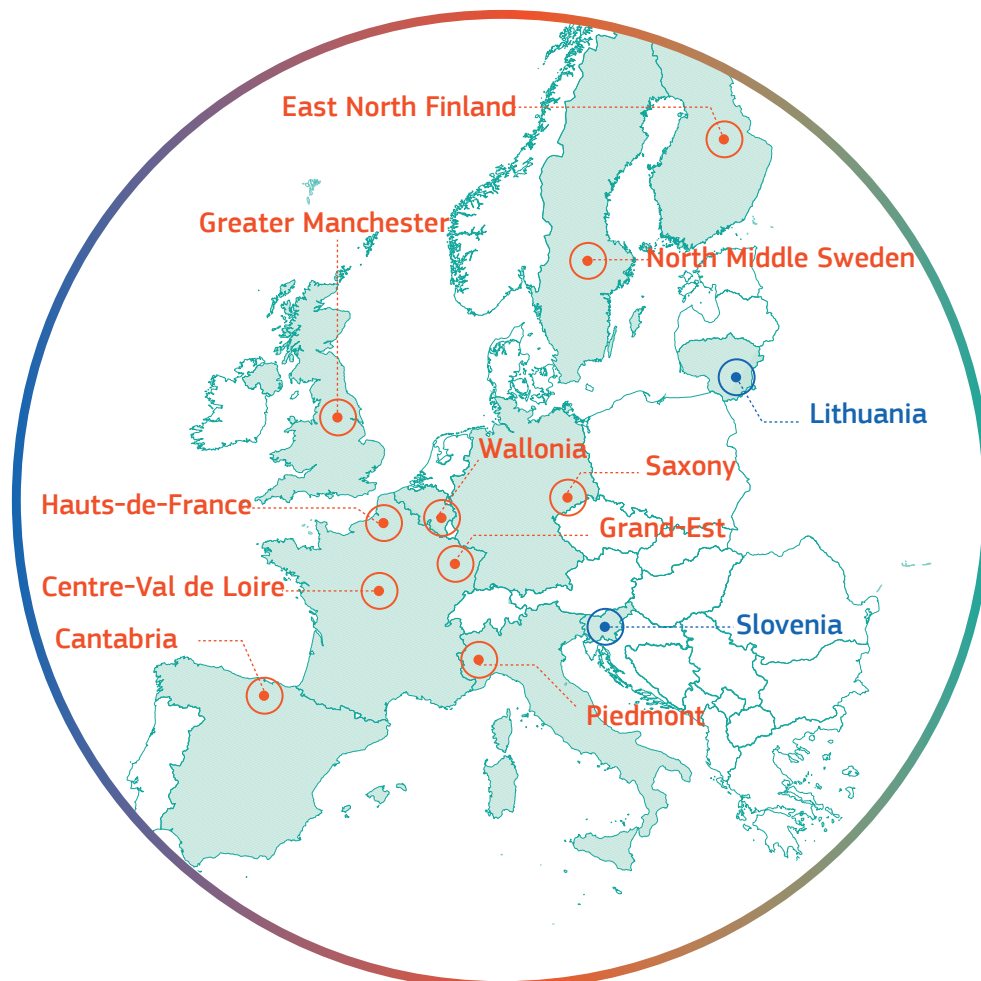 East North Finland
Greater Manchester
North Middle Sweden
Lithuania
Wallonia
Saxony
Hauts-de-France
Grand-Est
Centre-Val de Loire
Slovenia
Cantabria
Piedmont